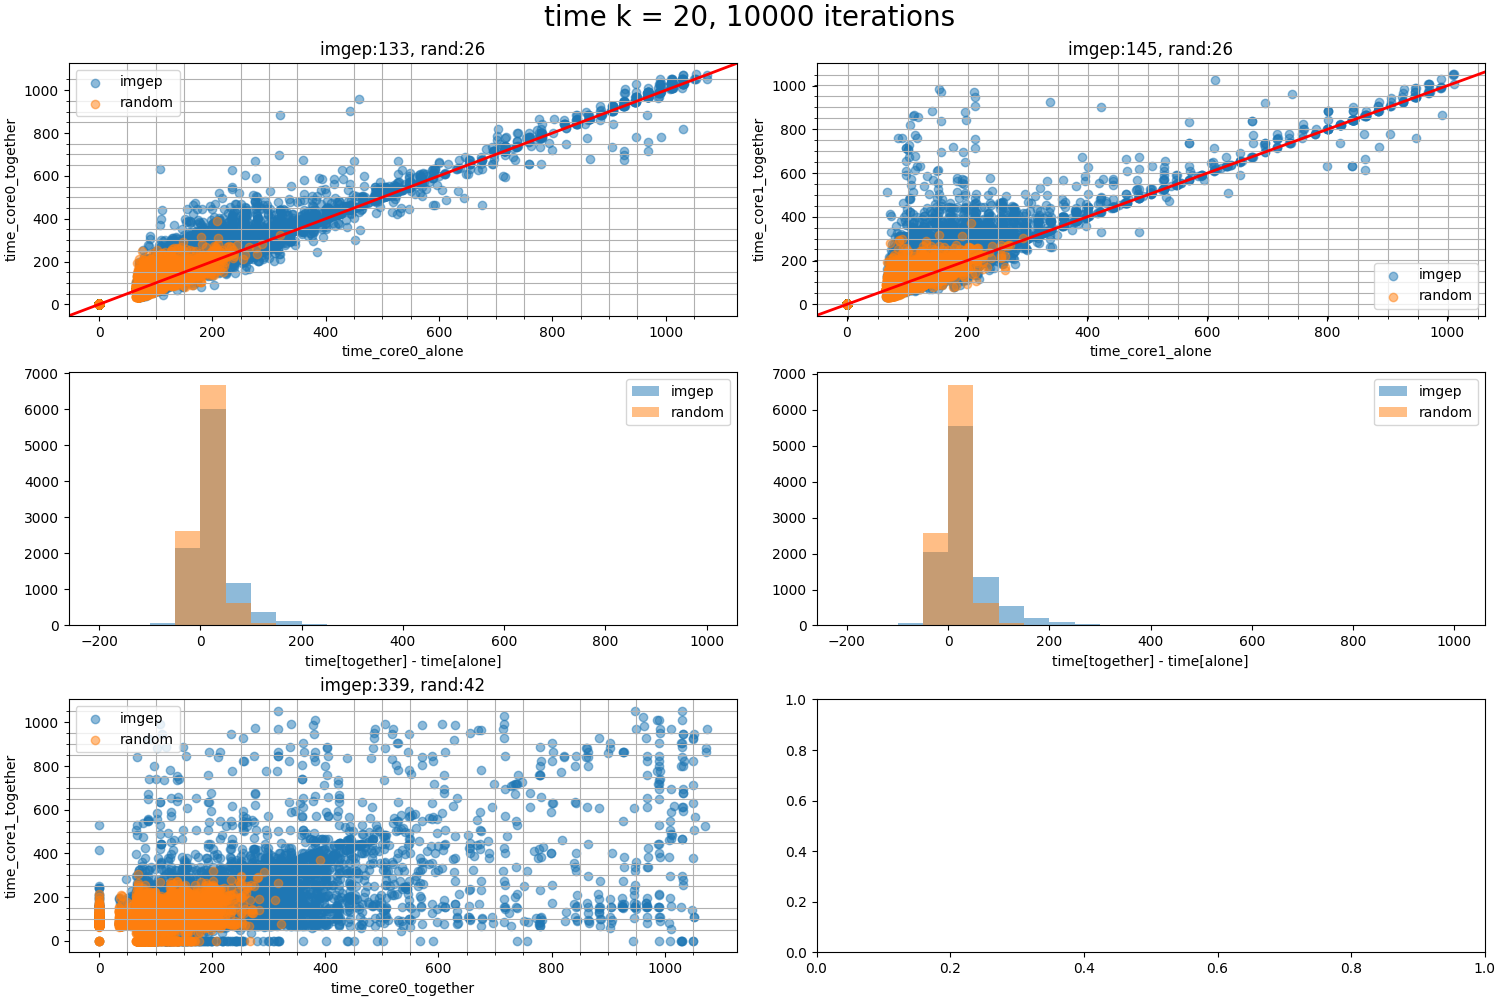 time k = 20, 10000 iterations
imgep:133, rand:26
imgep
random
time_core0_together
1000
800
600
400
200
0
0 200 400 600 800 1000
time_core0_alone
imgep:145, rand:26
imgep
random
time_core1_together
1000
800
600
400
200
0
0 200 400 600 800 1000
time_core1_alone
imgep
random
7000
6000
5000
4000
3000
2000
1000
0
−200 0 200 400 600 800 1000
time[together] - time[alone]
imgep
random
7000
6000
5000
4000
3000
2000
1000
0
−200 0 200 400 600 800 1000
time[together] - time[alone]
imgep:339, rand:42
imgep
random
time_core1_together
1000
800
600
400
200
0
0 200 400 600 800 1000
time_core0_together
1.0
0.8
0.6
0.4
0.2
0.0
0.0 0.2 0.4 0.6 0.8 1.0